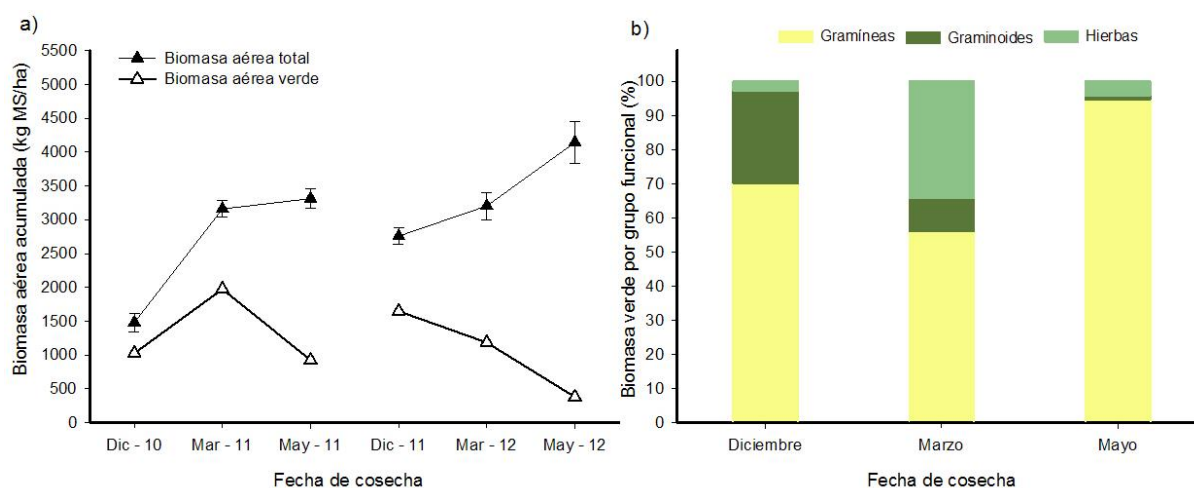 a)
Biomasa aérea acumulada (kg MS/ha)
5500
5000
4500
4000
3500
3000
2500
2000
1500
1000
500
0
Biomasa aérea total
Biomasa aérea verde
Dic - 10
Mar - 11
May - 11
Dic - 11
Mar - 12
May - 12
Fecha de cosecha
b)
Gramíneas
Graminoides
Hierbas
Biomasa verde por grupo funcional (%)
100
90
80
70
60
50
40
30
20
10
0
Diciembre
Marzo
Mayo
Fecha de cosecha